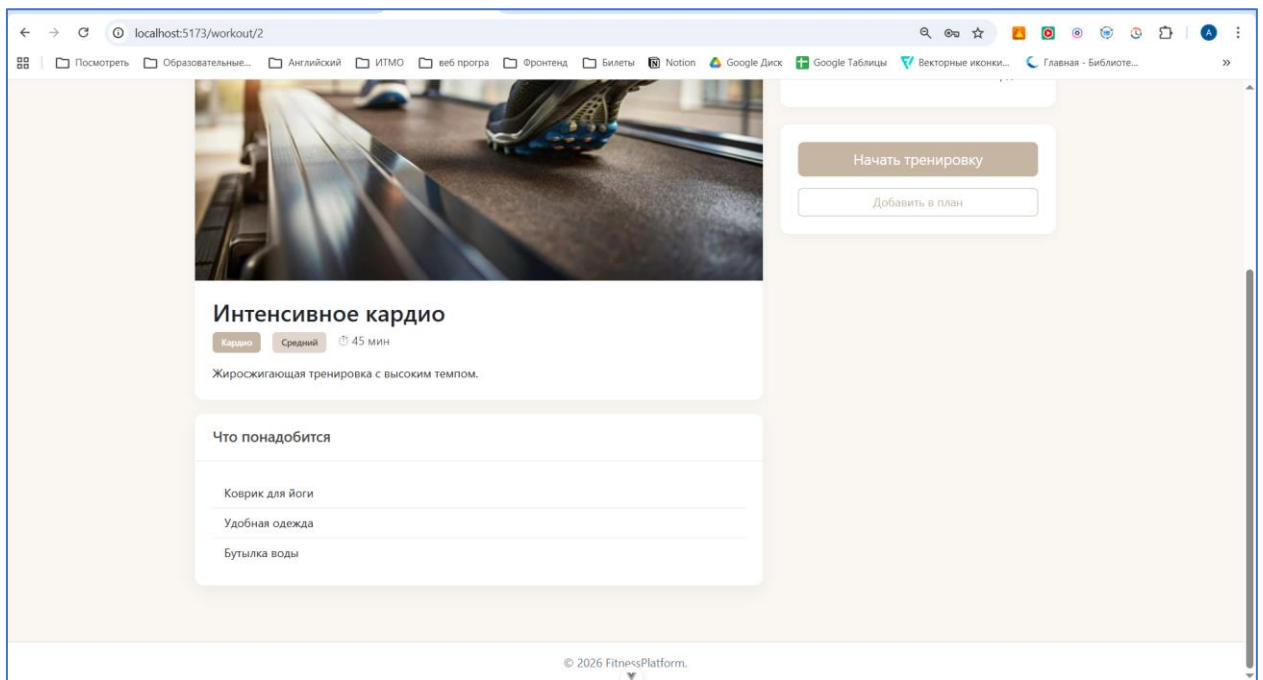 localhost:5173/workout/2
A
Посмотреть Образовательные... Английский ИТМО веб програ Фронтенд Билеты Notion Google Диск Google Таблицы Векторные иконки... Главная - Библиоте... »
Начать тренировку
Добавить в план
Интенсивное кардио
Кардио Средний 45 мин
Жиросжигающая тренировка с высоким темпом.
Что понадобится
Коврик для йоги
Удобная одежда
Бутылка воды
© 2026 FitnessPlatform.